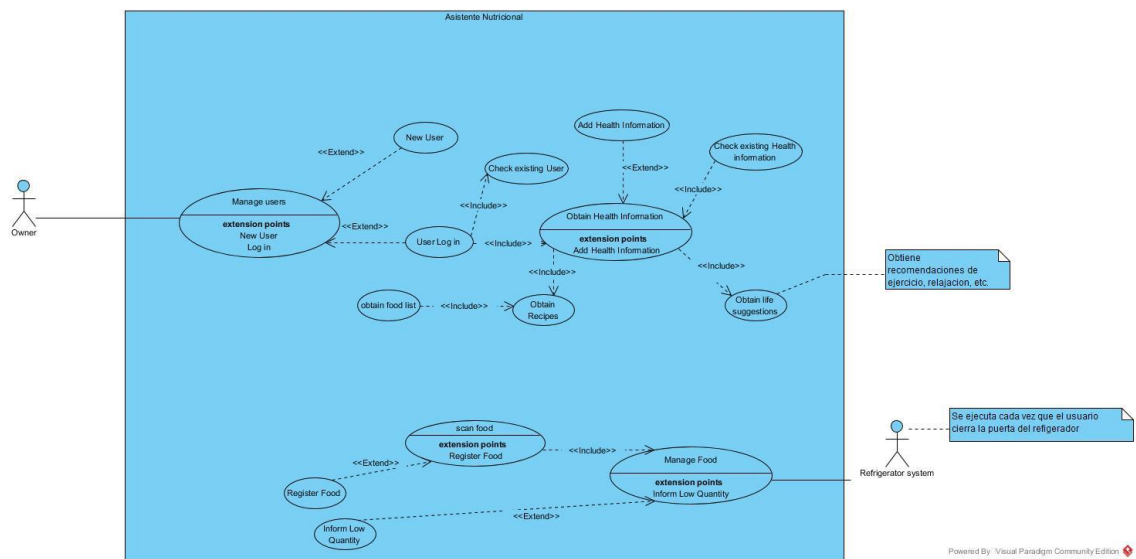 Asistente Nutricional
Add Health Information
New User
<<Extend>>
Check existing Health
information
<<Extend>>
Check existing User
<<Include>>
Manage users
extension points
New User
Log in
<<Extend>>
<<Include>>
Obtain Health Information
extension points
Add Health Information
Owner
User Log in
<<Include>>
<<Include>>
<<Include>>
Obtiene
recomendaciones de
ejercicio, relajacion, etc.
obtain food list
<<Include>>
Obtain
Recipes
Obtain life
suggestions
scan food
extension points
Register Food
<<Include>>
Se ejecuta cada vez que el usuario
cierra la puerta del refigerador
<<Extend>>
Manage Food
extension points
Inform Low Quantity
Refrigerator system
Register Food
<<Extend>>
Inform Low
Quantity
Powered By Visual Paradigm Community Edition